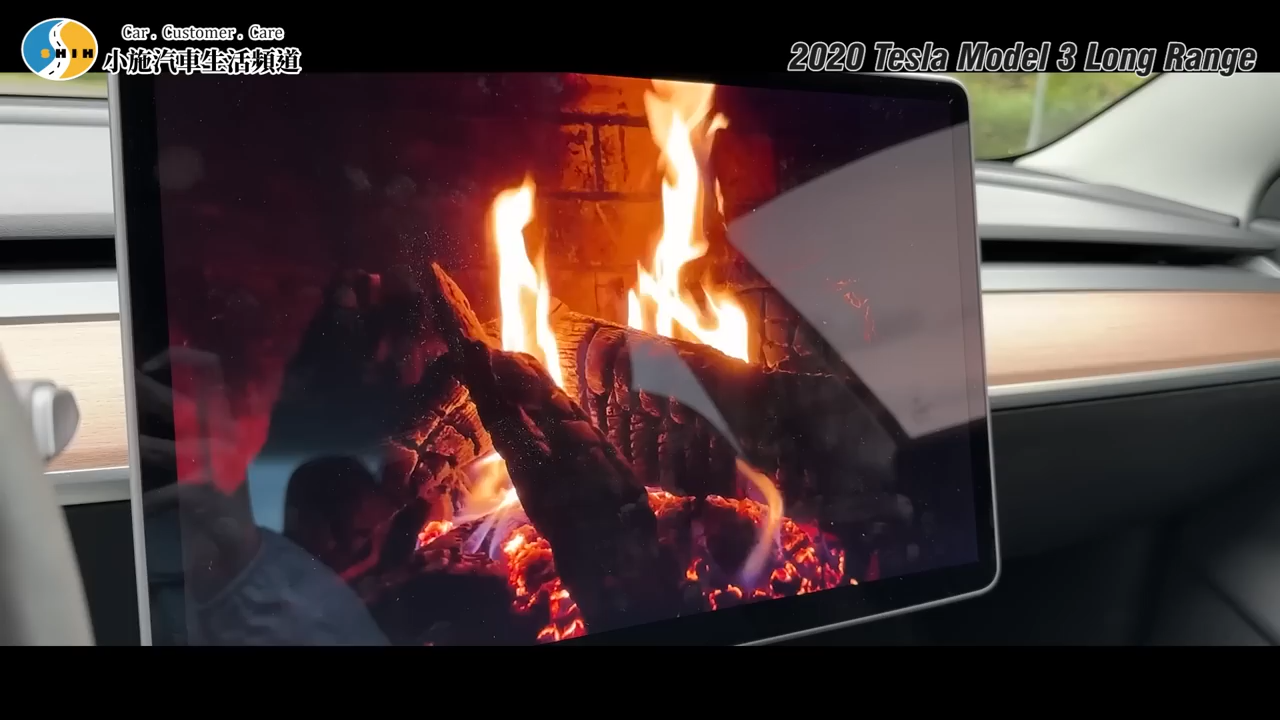 Car . Customer . Care
SHIH
小施汽車生活頻道
2020 Tesla Model 3 Long Range